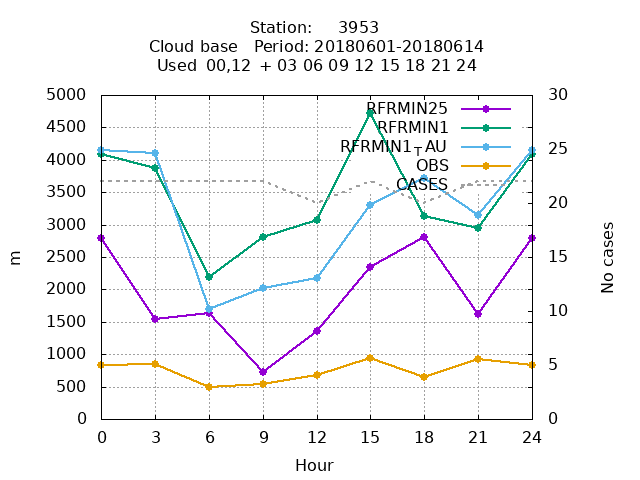 Station: 3953
Cloud base Period: 20180601-20180614
Used 00,12 + 03 06 09 12 15 18 21 24
5000
4500
4000
3500
3000
2500
2000
1500
1000
500
0
m
RFRMIN25
RFRMIN1
RFRMIN1┬AU
OBS
CASES
30
25
20
15
10
5
0
No cases
0 3 6 9 12 15 18 21 24
Hour